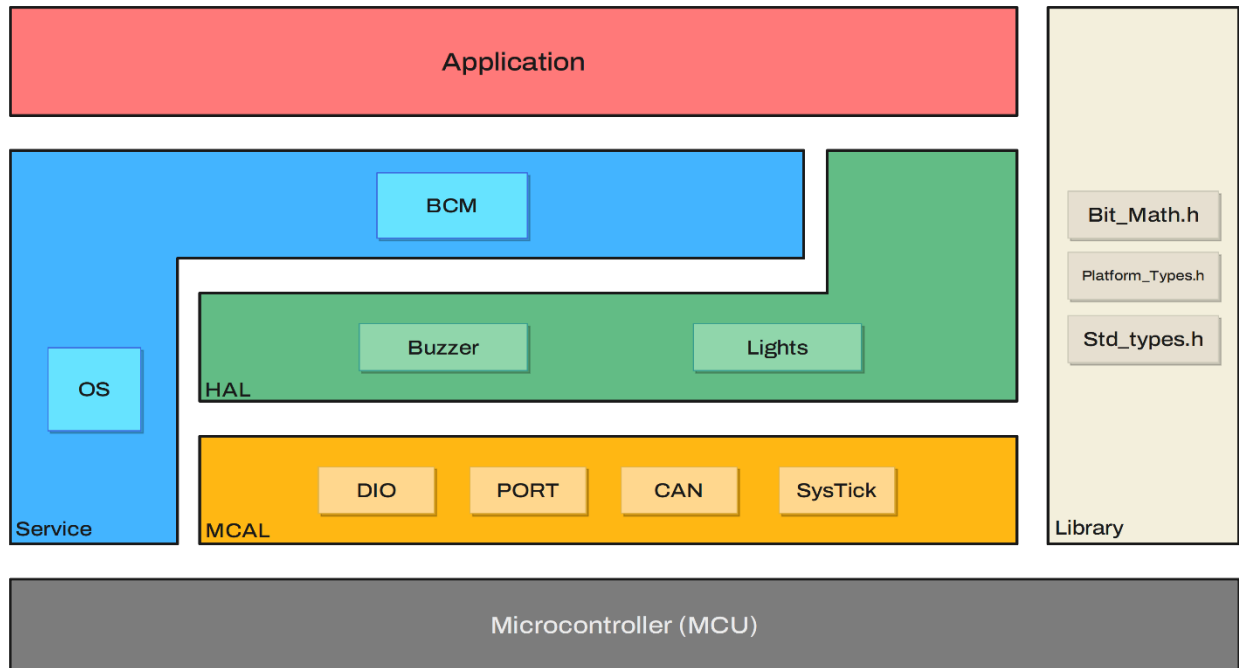 Application
BCM
Bit_Math.h
Platform_Types.h
Std_types.h
Buzzer
Lights
OS
HAL
DIO
PORT
CAN
SysTick
Service
MCAL
Library
Microcontroller (MCU)